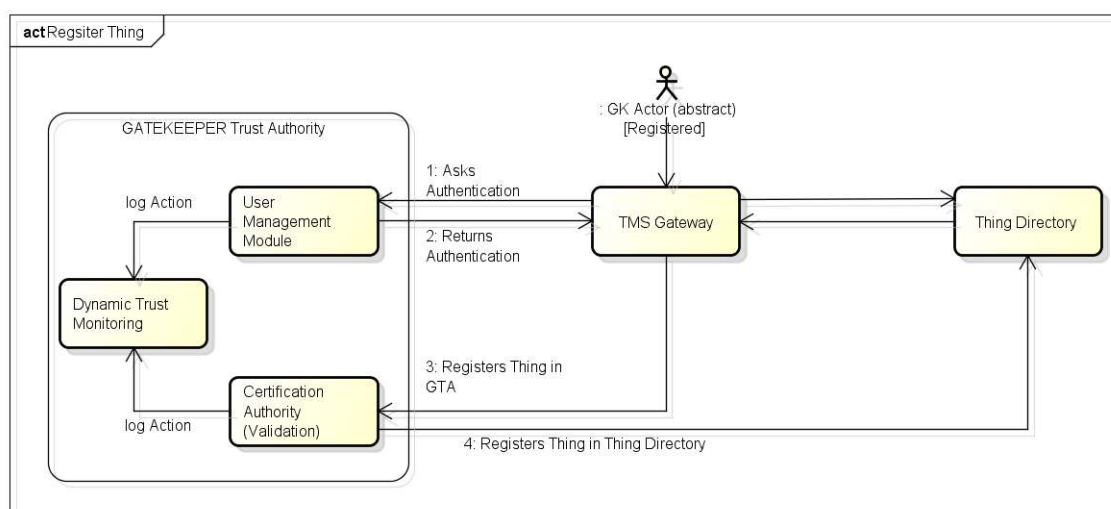 act Regsiter Thing
: GK Actor (abstract)
[Registered]
GATEKEEPER Trust Authority
1: Asks
Authentication
log Action
User
Management
Module
TMS Gateway
Thing Directory
2: Returns
Authentication
Dynamic Trust
Monitoring
3: Registers Thing in
GTA
Certification
Authority
(Validation)
log Action
4: Registers Thing in Thing Directory